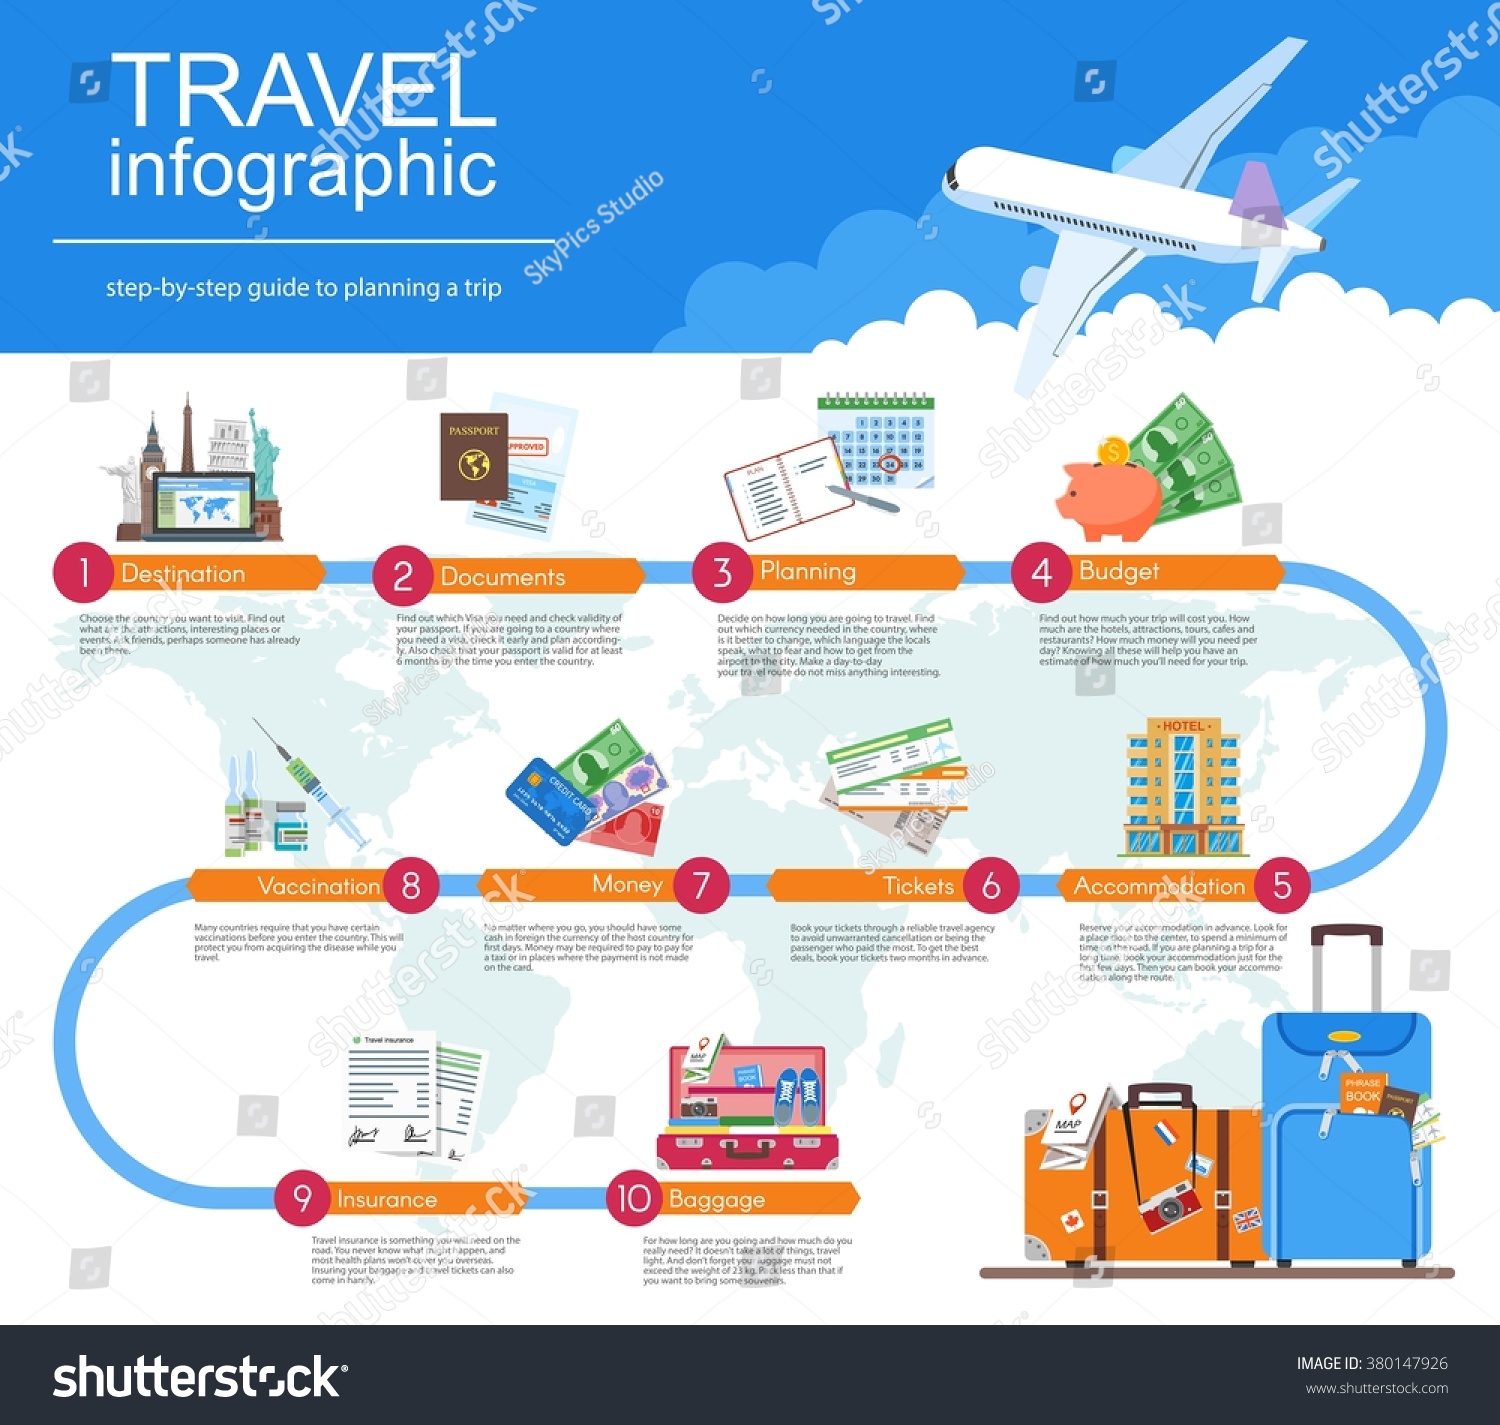 TRAVEL
infographic
step-by-step guide to planning a trip
SkyPics Studio
shutterstock
PASSPORT
APPROVED
VISA
PLAN
1 Destination
2 Documents
3 Planning
4 Budget
Choose the country you want to visit. Find out
what are the attractions, interesting places or
events. Ask friends, perhaps someone has already
been there.
Find out which Visa you need and check validity of
your passport. If you are going to a country where
you need a visa, check it early and plan according-
ly. Also check that your passport is valid for at least
6 months by the time you enter the country.
Decide on how long you are going to travel. Find
out which currency needed in the country, where
is it better to change, which language the locals
speak, what to fear and how to get from the
airport to the city. Make a day-to-day
your travel route do not miss anything interesting.
Find out how much your trip will cost you. How
much are the hotels, attractions, tours, cafes and
restaurants? How much money will you need per
day? Knowing all these will help you have an
estimate of how much you'll need for your trip.
HOTEL
CREDIT CARD
Accommodation 5
Tickets 6
Money 7
Vaccination 8
Reserve your accommodation in advance. Look for
a place close to the center, to spend a minimum of
time on the road. If you are planning a trip for a
long time, book your accommodation just for the
first few days. Then you can book your accommo-
dation along the route.
Book your tickets through a reliable travel agency
to avoid unwarranted cancellation or being the
passenger who paid the most. To get the best
deals, book your tickets two months in advance.
No matter where you go, you should have some
cash in foreign the currency of the host country for
first days. Money may be required to pay to pay for
a taxi or in places where the payment is not made
on the card.
Many countries require that you have certain
vaccinations before you enter the country. This will
protect you from acquiring the disease while you
travel.
Travel insurance
MAP
BOOK
9 Insurance
10 Baggage
Travel insurance is something you will need on the
road. You never know what might happen, and
most health plans won't cover you overseas.
Insuring your baggage and travel tickets can also
come in handy.
For how long are you going and how much do you
really need? It doesn't take a lot of things, travel
light. And don't forget your luggage must not
exceed the weight of 23 kg. Pack less than that if
you want to bring some souvenirs.
MAP
PHRASE
BOOK
PASSPORT
shutterstock
IMAGE ID: 380147926
www.shutterstock.com